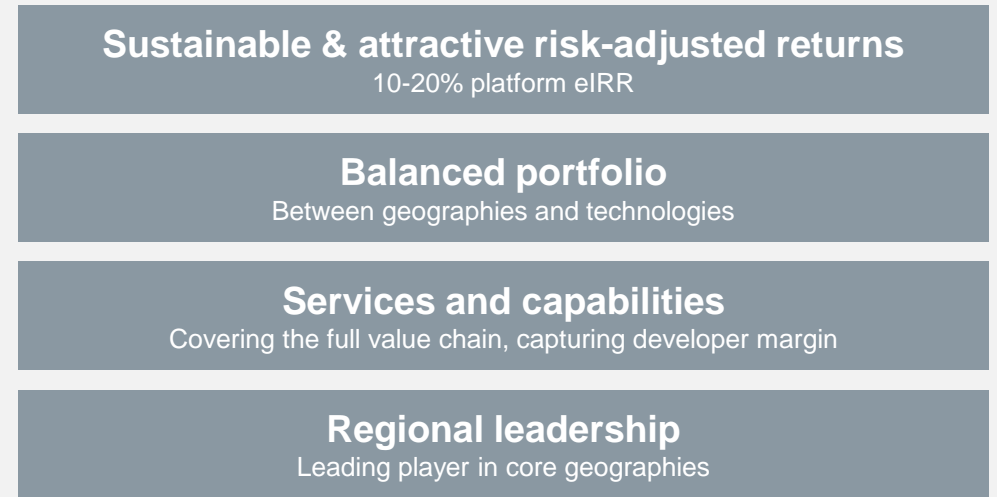 Sustainable & attractive risk-adjusted returns
10-20% platform eIRR
Balanced portfolio
Between geographies and technologies
Services and capabilities
Covering the full value chain, capturing developer margin
Regional leadership
Leading player in core geographies